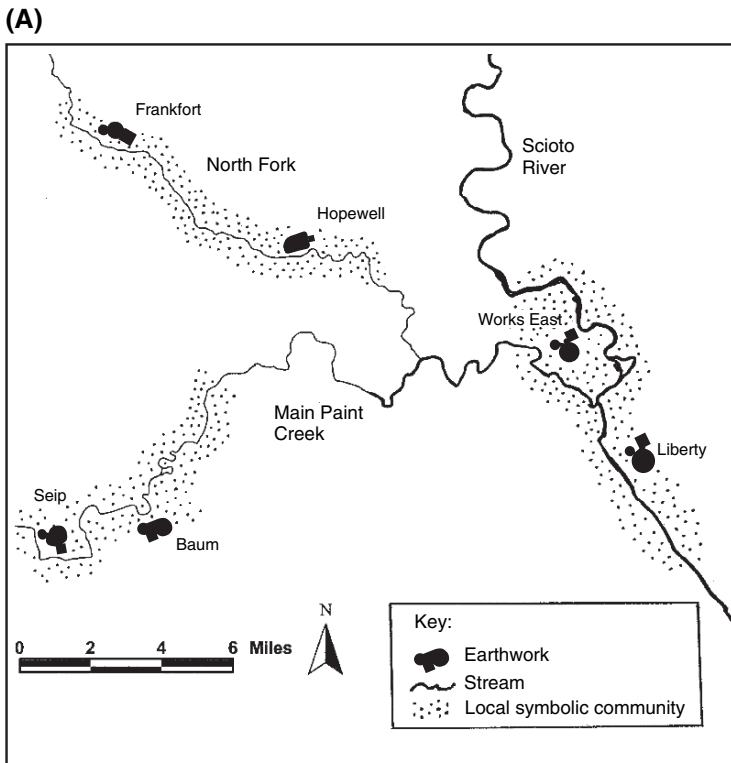 (A)
Frankfort
North Fork
Scioto
River
Hopewell
Works East
Main Paint
Creek
Liberty
Seip
Baum
N
0 2 4 6 Miles
Key:
Earthwork
Stream
Local symbolic community